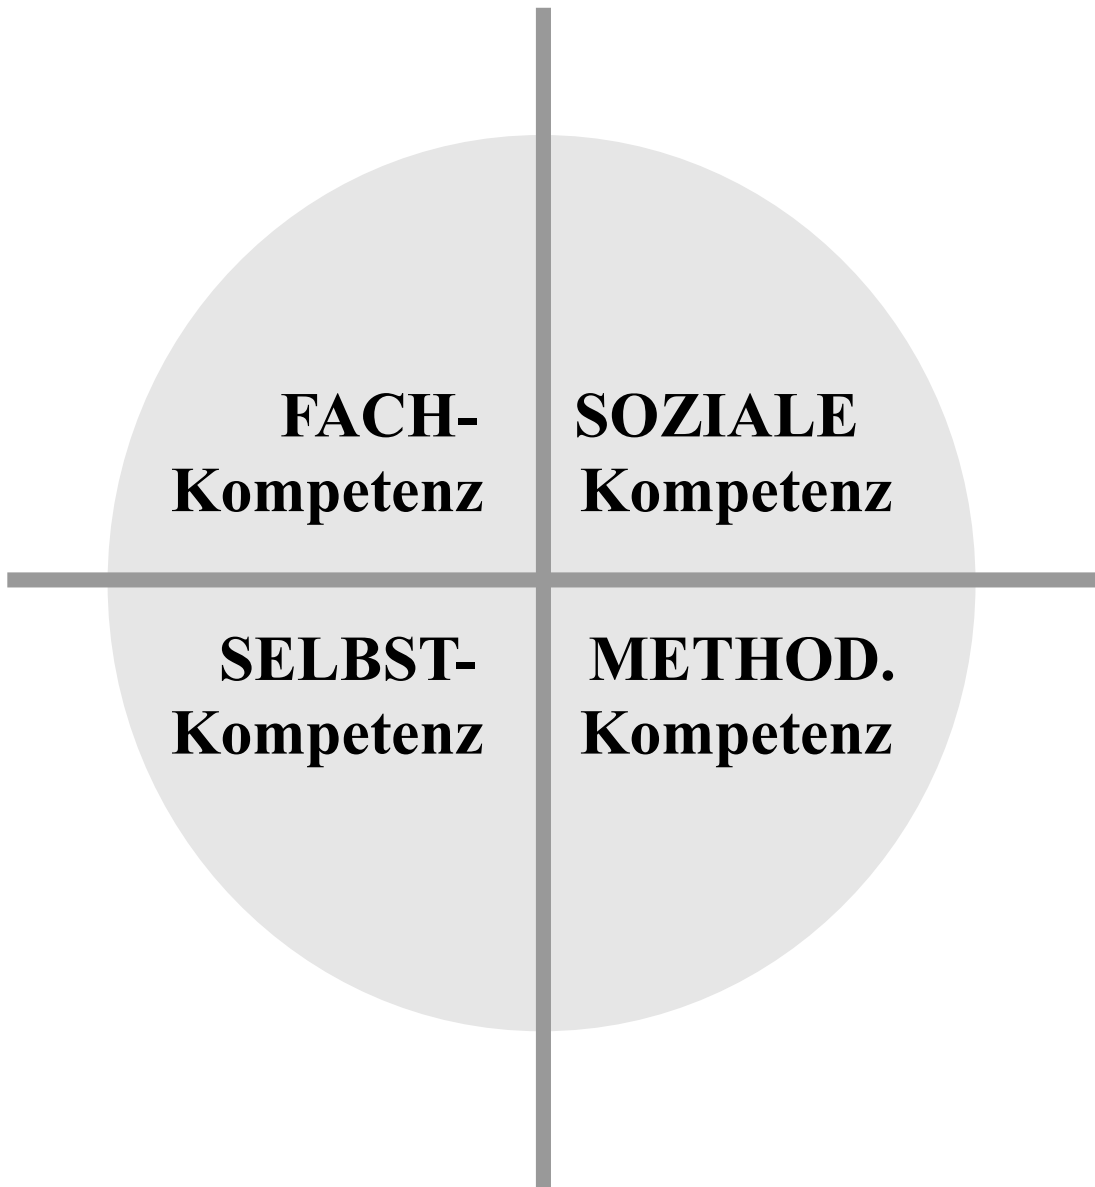 FACH-
Kompetenz
SOZIALE
Kompetenz
SELBST-
Kompetenz
METHOD.
Kompetenz